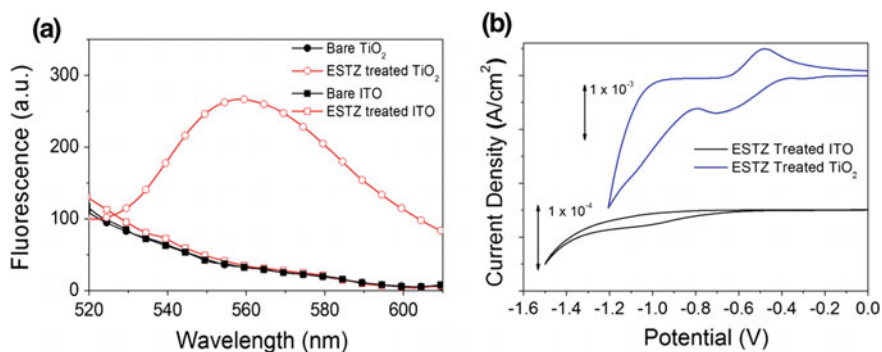 (a)
Bare TiO₂
ESTZ treated TiO₂
Bare ITO
ESTZ treated ITO
Fluorescence (a.u.)
300
200
100
0
520 540 560 580 600
Wavelength (nm)
(b)
1 x 10⁻³
ESTZ Treated ITO
ESTZ Treated TiO₂
1 x 10⁻⁴
Current Density (A/cm²)
-1.6 -1.4 -1.2 -1.0 -0.8 -0.6 -0.4 -0.2 0.0
Potential (V)